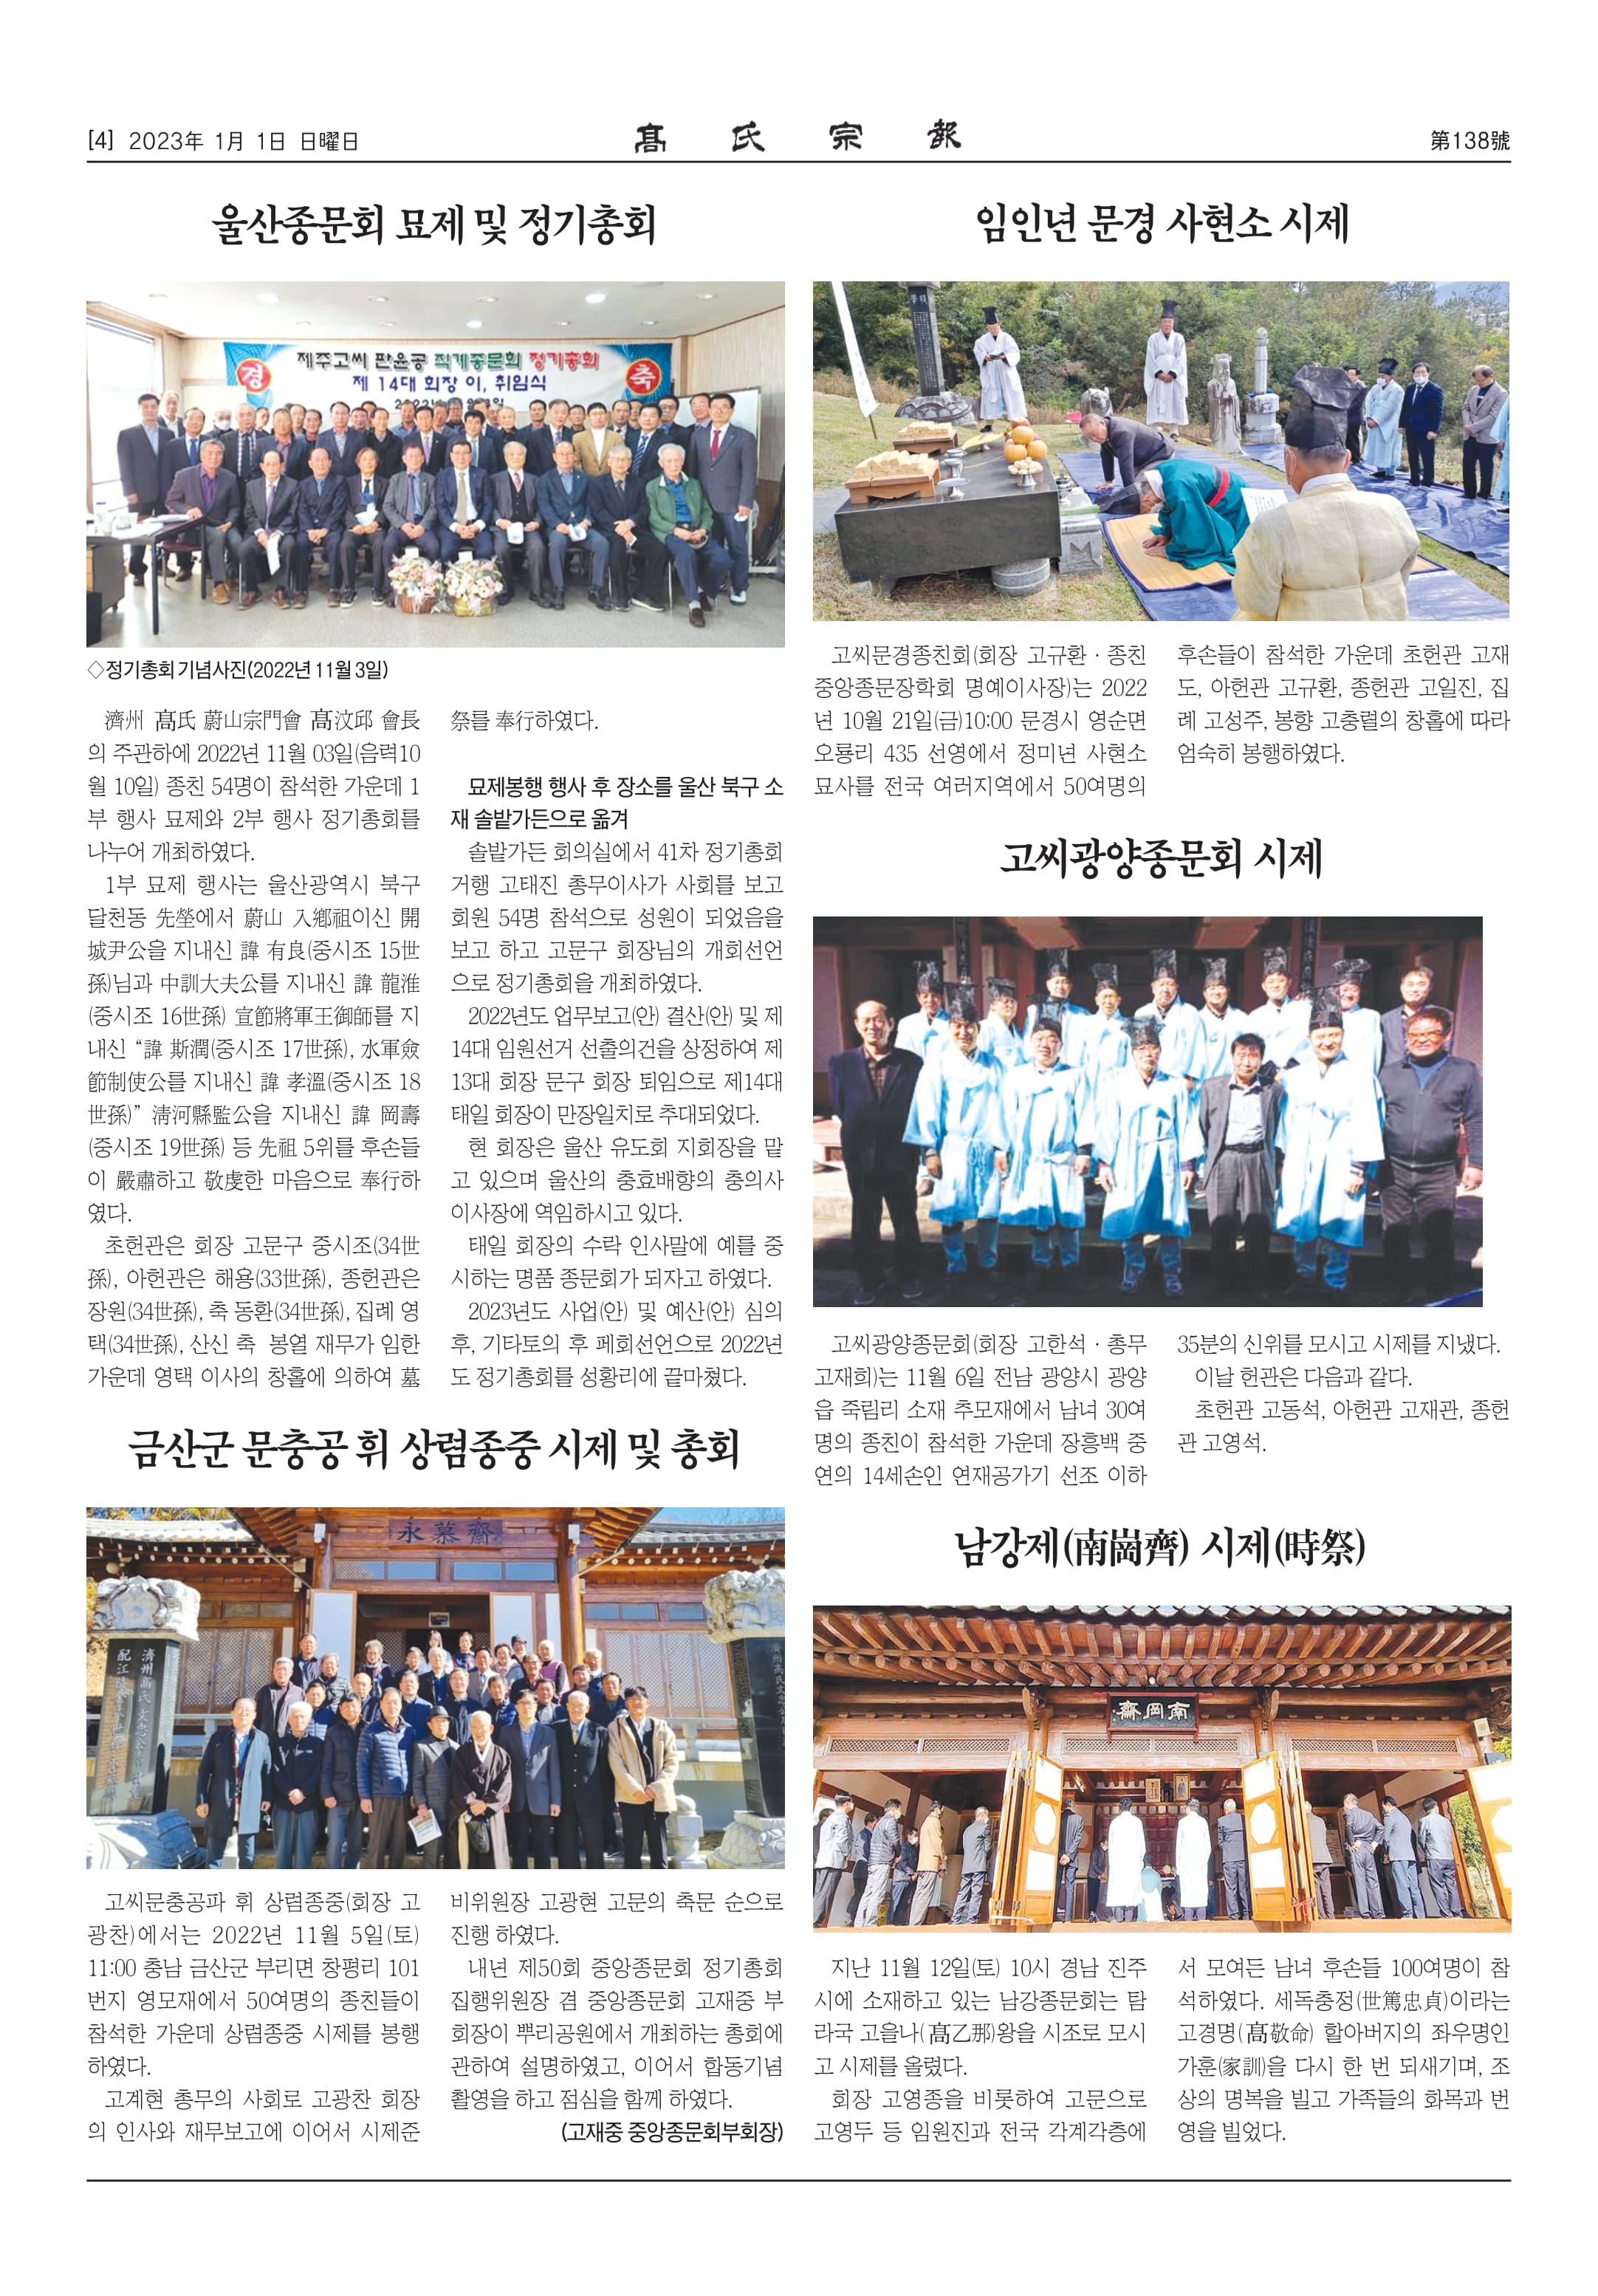 [4] 2023年 1月 1日 日曜日
髙氏宗報
第138號
울산종문회 묘제 및 정기총회
경
축
제주고씨 판윤공 직계종문회 정기총회
제 14대 회장 이, 취임식
◇정기총회 기념사진(2022년 11월 3일)
濟州 髙氏 蔚山宗門會 髙汶邱 會長
의 주관하에 2022년 11월 03일(음력10
월 10일) 종친 54명이 참석한 가운데 1
부 행사 묘제와 2부 행사 정기총회를
나누어 개최하였다.
1부 묘제 행사는 울산광역시 북구
달천동 先塋에서 蔚山 入鄕祖이신 開
城尹公을 지내신 諱 有良(중시조 15世
孫)님과 中訓大夫公를 지내신 諱 龍淮
(중시조 16世孫) 宣節將軍王御師를 지
내신 “諱 斯潤(중시조 17世孫), 水軍僉
節制使公를 지내신 諱 孝溫(중시조 18
世孫)” 淸河縣監公을 지내신 諱 岡壽
(중시조 19世孫) 등 先祖 5위를 후손들
이 嚴肅하고 敬虔한 마음으로 奉行하
였다.
초헌관은 회장 고문구 중시조(34世
孫), 아헌관은 해용(33世孫), 종헌관은
장원(34世孫), 축 동환(34世孫), 집례 영
택(34世孫), 산신 축 봉열 재무가 임한
가운데 영택 이사의 창홀에 의하여 墓
祭를 奉行하였다.
묘제봉행 행사 후 장소를 울산 북구 소
재 솔밭가든으로 옮겨
솔밭가든 회의실에서 41차 정기총회
거행 고태진 총무이사가 사회를 보고
회원 54명 참석으로 성원이 되었음을
보고 하고 고문구 회장님의 개회선언
으로 정기총회을 개최하였다.
2022년도 업무보고(안) 결산(안) 및 제
14대 임원선거 선출의건을 상정하여 제
13대 회장 문구 회장 퇴임으로 제14대
태일 회장이 만장일치로 추대되었다.
현 회장은 울산 유도회 지회장을 맡
고 있으며 울산의 충효배향의 충의사
이사장에 역임하시고 있다.
태일 회장의 수락 인사말에 예를 중
시하는 명품 종문회가 되자고 하였다.
2023년도 사업(안) 및 예산(안) 심의
후, 기타토의 후 폐회선언으로 2022년
도 정기총회를 성황리에 끝마쳤다.
금산군 문충공 휘 상렴종중 시제 및 총회
永慕齋
고씨문충공파 휘 상렴종중(회장 고
광찬)에서는 2022년 11월 5일(토)
11:00 충남 금산군 부리면 창평리 101
번지 영모재에서 50여명의 종친들이
참석한 가운데 상렴종중 시제를 봉행
하였다.
고계현 총무의 사회로 고광찬 회장
의 인사와 재무보고에 이어서 시제준
비위원장 고광현 고문의 축문 순으로
진행 하였다.
내년 제50회 중앙종문회 정기총회
집행위원장 겸 중앙종문회 고재중 부
회장이 뿌리공원에서 개최하는 총회에
관하여 설명하였고, 이어서 합동기념
촬영을 하고 점심을 함께 하였다.
(고재중 중앙종문회부회장)
임인년 문경 사현소 시제
고씨문경종친회(회장 고규환·종친
중앙종문장학회 명예이사장)는 2022
년 10월 21일(금)10:00 문경시 영순면
오룡리 435 선영에서 정미년 사현소
묘사를 전국 여러지역에서 50여명의
후손들이 참석한 가운데 초헌관 고재
도, 아헌관 고규환, 종헌관 고일진, 집
례 고성주, 봉향 고충렬의 창홀에 따라
엄숙히 봉행하였다.
고씨광양종문회 시제
고씨광양종문회(회장 고한석·총무
고재희)는 11월 6일 전남 광양시 광양
읍 죽림리 소재 추모재에서 남녀 30여
명의 종친이 참석한 가운데 장흥백 중
연의 14세손인 연재공가기 선조 이하
35분의 신위를 모시고 시제를 지냈다.
이날 헌관은 다음과 같다.
초헌관 고동석, 아헌관 고재관, 종헌
관 고영석.
남강제(南崗齊) 시제(時祭)
南岡齋
지난 11월 12일(토) 10시 경남 진주
시에 소재하고 있는 남강종문회는 탐
라국 고을나(髙乙那)왕을 시조로 모시
고 시제를 올렸다.
회장 고영종을 비롯하여 고문으로
고영두 등 임원진과 전국 각계각층에
서 모여든 남녀 후손들 100여명이 참
석하였다. 세독충정(世篤忠貞)이라는
고경명(髙敬命) 할아버지의 좌우명인
가훈(家訓)을 다시 한 번 되새기며, 조
상의 명복을 빌고 가족들의 화목과 번
영을 빌었다.